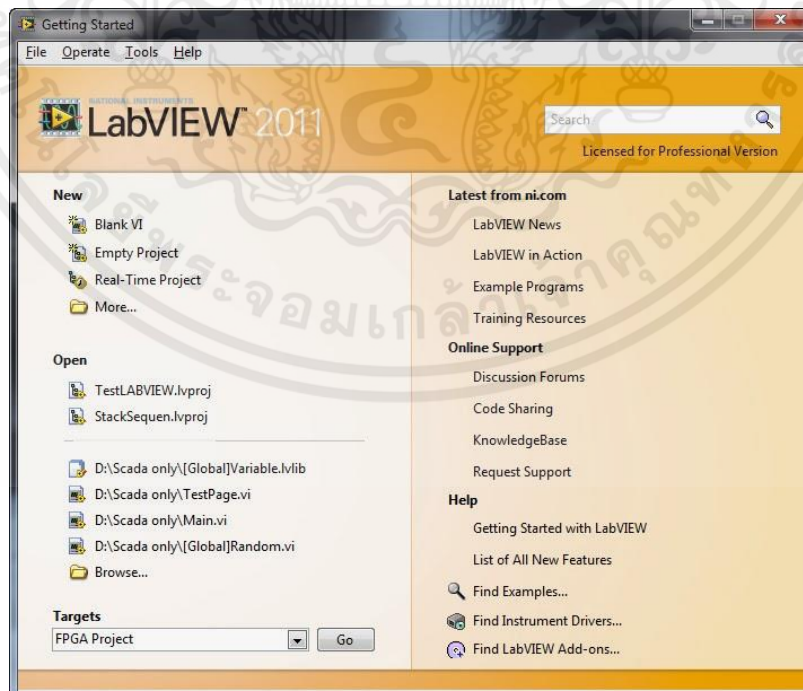 Getting Started
File Operate Tools Help
NATIONAL INSTRUMENTS
LabVIEW™ 2011
Search
Licensed for Professional Version
New
Blank VI
Empty Project
Real-Time Project
More...
Open
TestLABVIEW.lvproj
StackSequen.lvproj
D:\Scada only\[Global]Variable.lvlib
D:\Scada only\TestPage.vi
D:\Scada only\Main.vi
D:\Scada only\[Global]Random.vi
Browse...
Targets
FPGA Project
Go
Latest from ni.com
LabVIEW News
LabVIEW in Action
Example Programs
Training Resources
Online Support
Discussion Forums
Code Sharing
KnowledgeBase
Request Support
Help
Getting Started with LabVIEW
List of All New Features
Find Examples...
Find Instrument Drivers...
Find LabVIEW Add-ons...